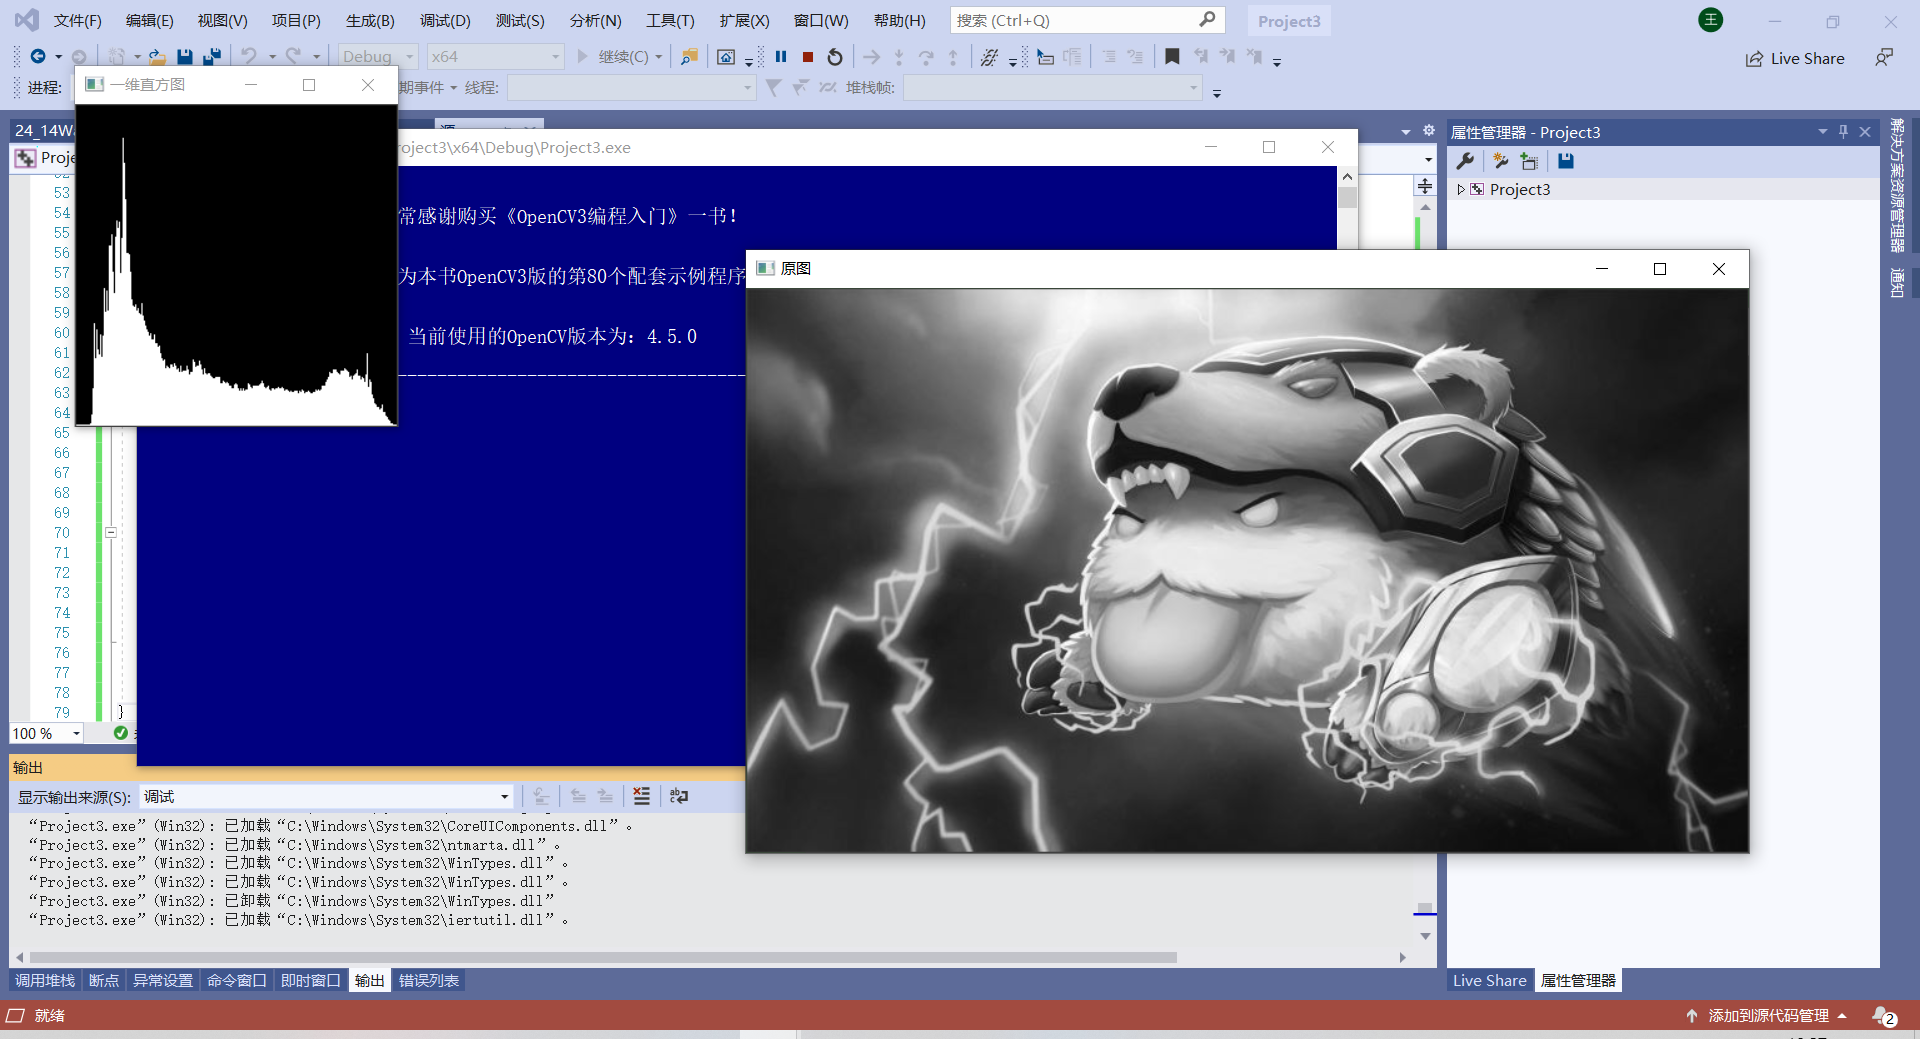 文件(F) 编辑(E) 视图(V) 项目(P) 生成(B) 调试(D) 测试(S) 分析(N) 工具(T) 扩展(X) 窗口(W) 帮助(H) 搜索 (Ctrl+Q) Project3 王
Debug x64 继续(C) Live Share
进程: 期事件 线程: 堆栈帧:
一维直方图
24_14W
Proje
roject3\x64\Debug\Project3.exe
常感谢购买《OpenCV3编程入门》一书!
为本书OpenCV3版的第80个配套示例程序
当前使用的OpenCV版本为: 4.5.0
原图
53
54
55
56
57
58
59
60
61
62
63
64
65
66
67
68
69
70
71
72
73
74
75
76
77
78
79 }
100 %
属性管理器 - Project3
Project3
解决方案资源管理器
通知
输出
显示输出来源(S): 调试
“Project3.exe”(Win32): 已加载“C:\Windows\System32\CoreUIComponents.dll”。
“Project3.exe”(Win32): 已加载“C:\Windows\System32\ntmarta.dll”。
“Project3.exe”(Win32): 已加载“C:\Windows\System32\WinTypes.dll”。
“Project3.exe”(Win32): 已加载“C:\Windows\System32\WinTypes.dll”。
“Project3.exe”(Win32): 已卸载“C:\Windows\System32\WinTypes.dll”
“Project3.exe”(Win32): 已加载“C:\Windows\System32\iertutil.dll”。
调用堆栈 断点 异常设置 命令窗口 即时窗口 输出 错误列表
Live Share 属性管理器
就绪 添加到源代码管理 2